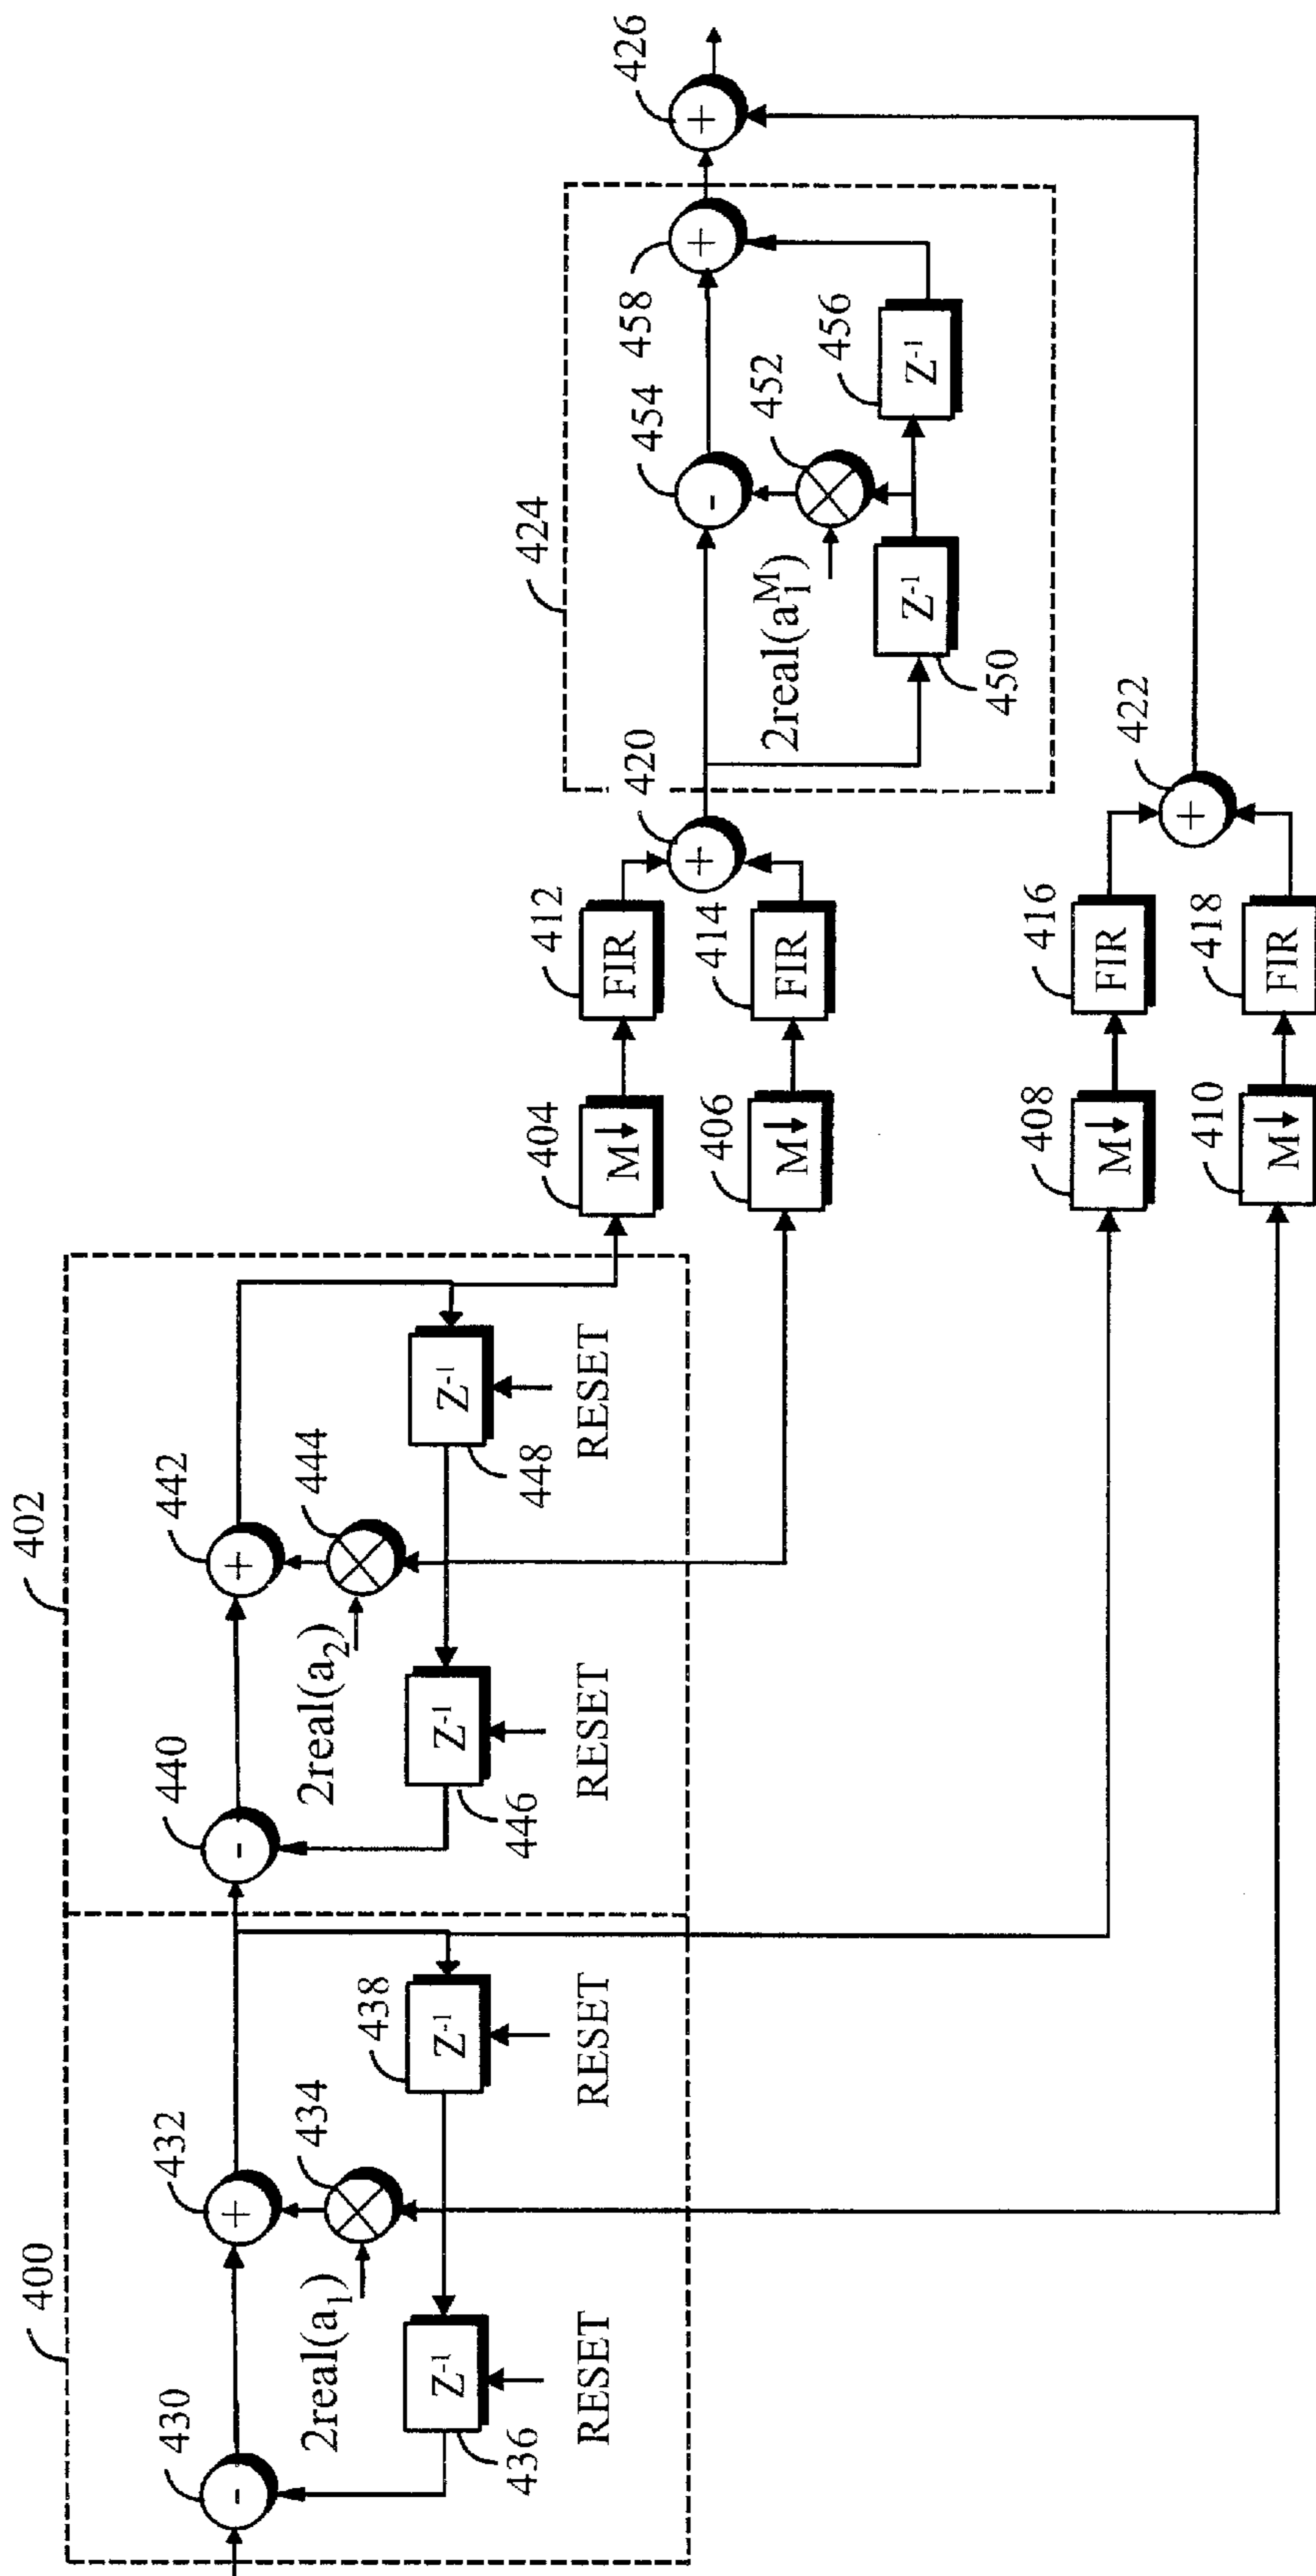 400
402
430
-
432
+
434
2real(a₁)
436
Z⁻¹
RESET
438
Z⁻¹
RESET
440
-
442
+
444
2real(a₂)
446
Z⁻¹
RESET
448
Z⁻¹
RESET
404
M↓
412
FIR
406
M↓
414
FIR
420
+
424
454
-
458
+
452
2real(a₁ᴹ)
450
Z⁻¹
456
Z⁻¹
426
+
408
M↓
416
FIR
410
M↓
418
FIR
422
+